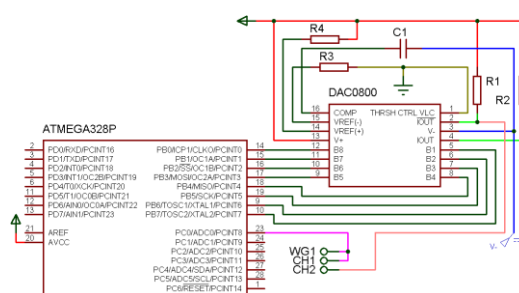 R4
C1
R3
R1
R2
DAC0800
16 COMP THRSH CTRL VLC 1
15 VREF(-) IOUT 2
14 VREF(+) V- 3
13 V+ IOUT 4
12 B8 B1 5
11 B7 B2 6
10 B6 B3 7
9 B5 B4 8
ATMEGA328P
2 PD0/RXD/PCINT16 PB0/ICP1/CLKO/PCINT0 14
3 PD1/TXD/PCINT17 PB1/OC1A/PCINT1 15
4 PD2/INT0/PCINT18 PB2/SS/OC1B/PCINT2 16
5 PD3/INT1/OC2B/PCINT19 PB3/MOSI/OC2A/PCINT3 17
6 PD4/T0/XCK/PCINT20 PB4/MISO/PCINT4 18
11 PD5/T1/OC0B/PCINT21 PB5/SCK/PCINT5 19
12 PD6/AIN0/OC0A/PCINT22 PB6/TOSC1/XTAL1/PCINT6 9
13 PD7/AIN1/PCINT23 PB7/TOSC2/XTAL2/PCINT7 10
21 AREF PC0/ADC0/PCINT8 23
20 AVCC PC1/ADC1/PCINT9 24
PC2/ADC2/PCINT10 25
PC3/ADC3/PCINT11 26
PC4/ADC4/SDA/PCINT12 27
PC5/ADC5/SCL/PCINT13 28
PC6/RESET/PCINT14 1
WG1
CH1
CH2
V-